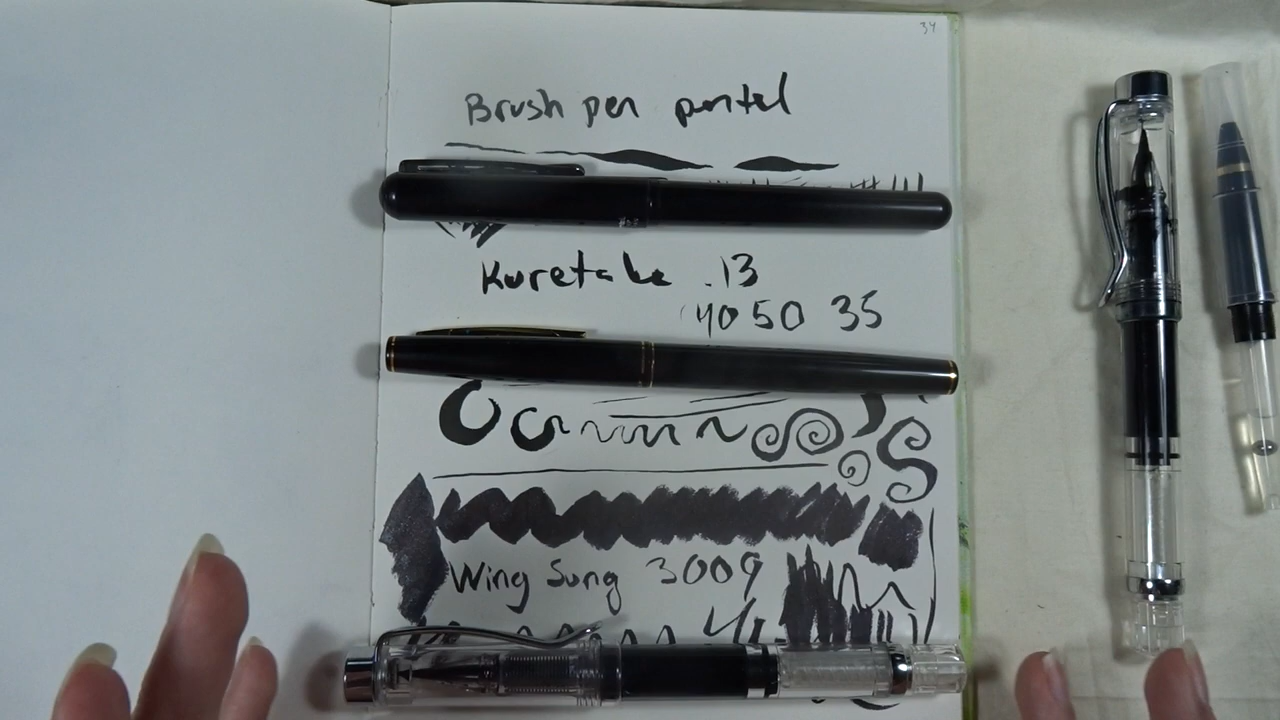 34
Brush pen pentel
Kuretake .13
40 50 35
Wing Sung 3009